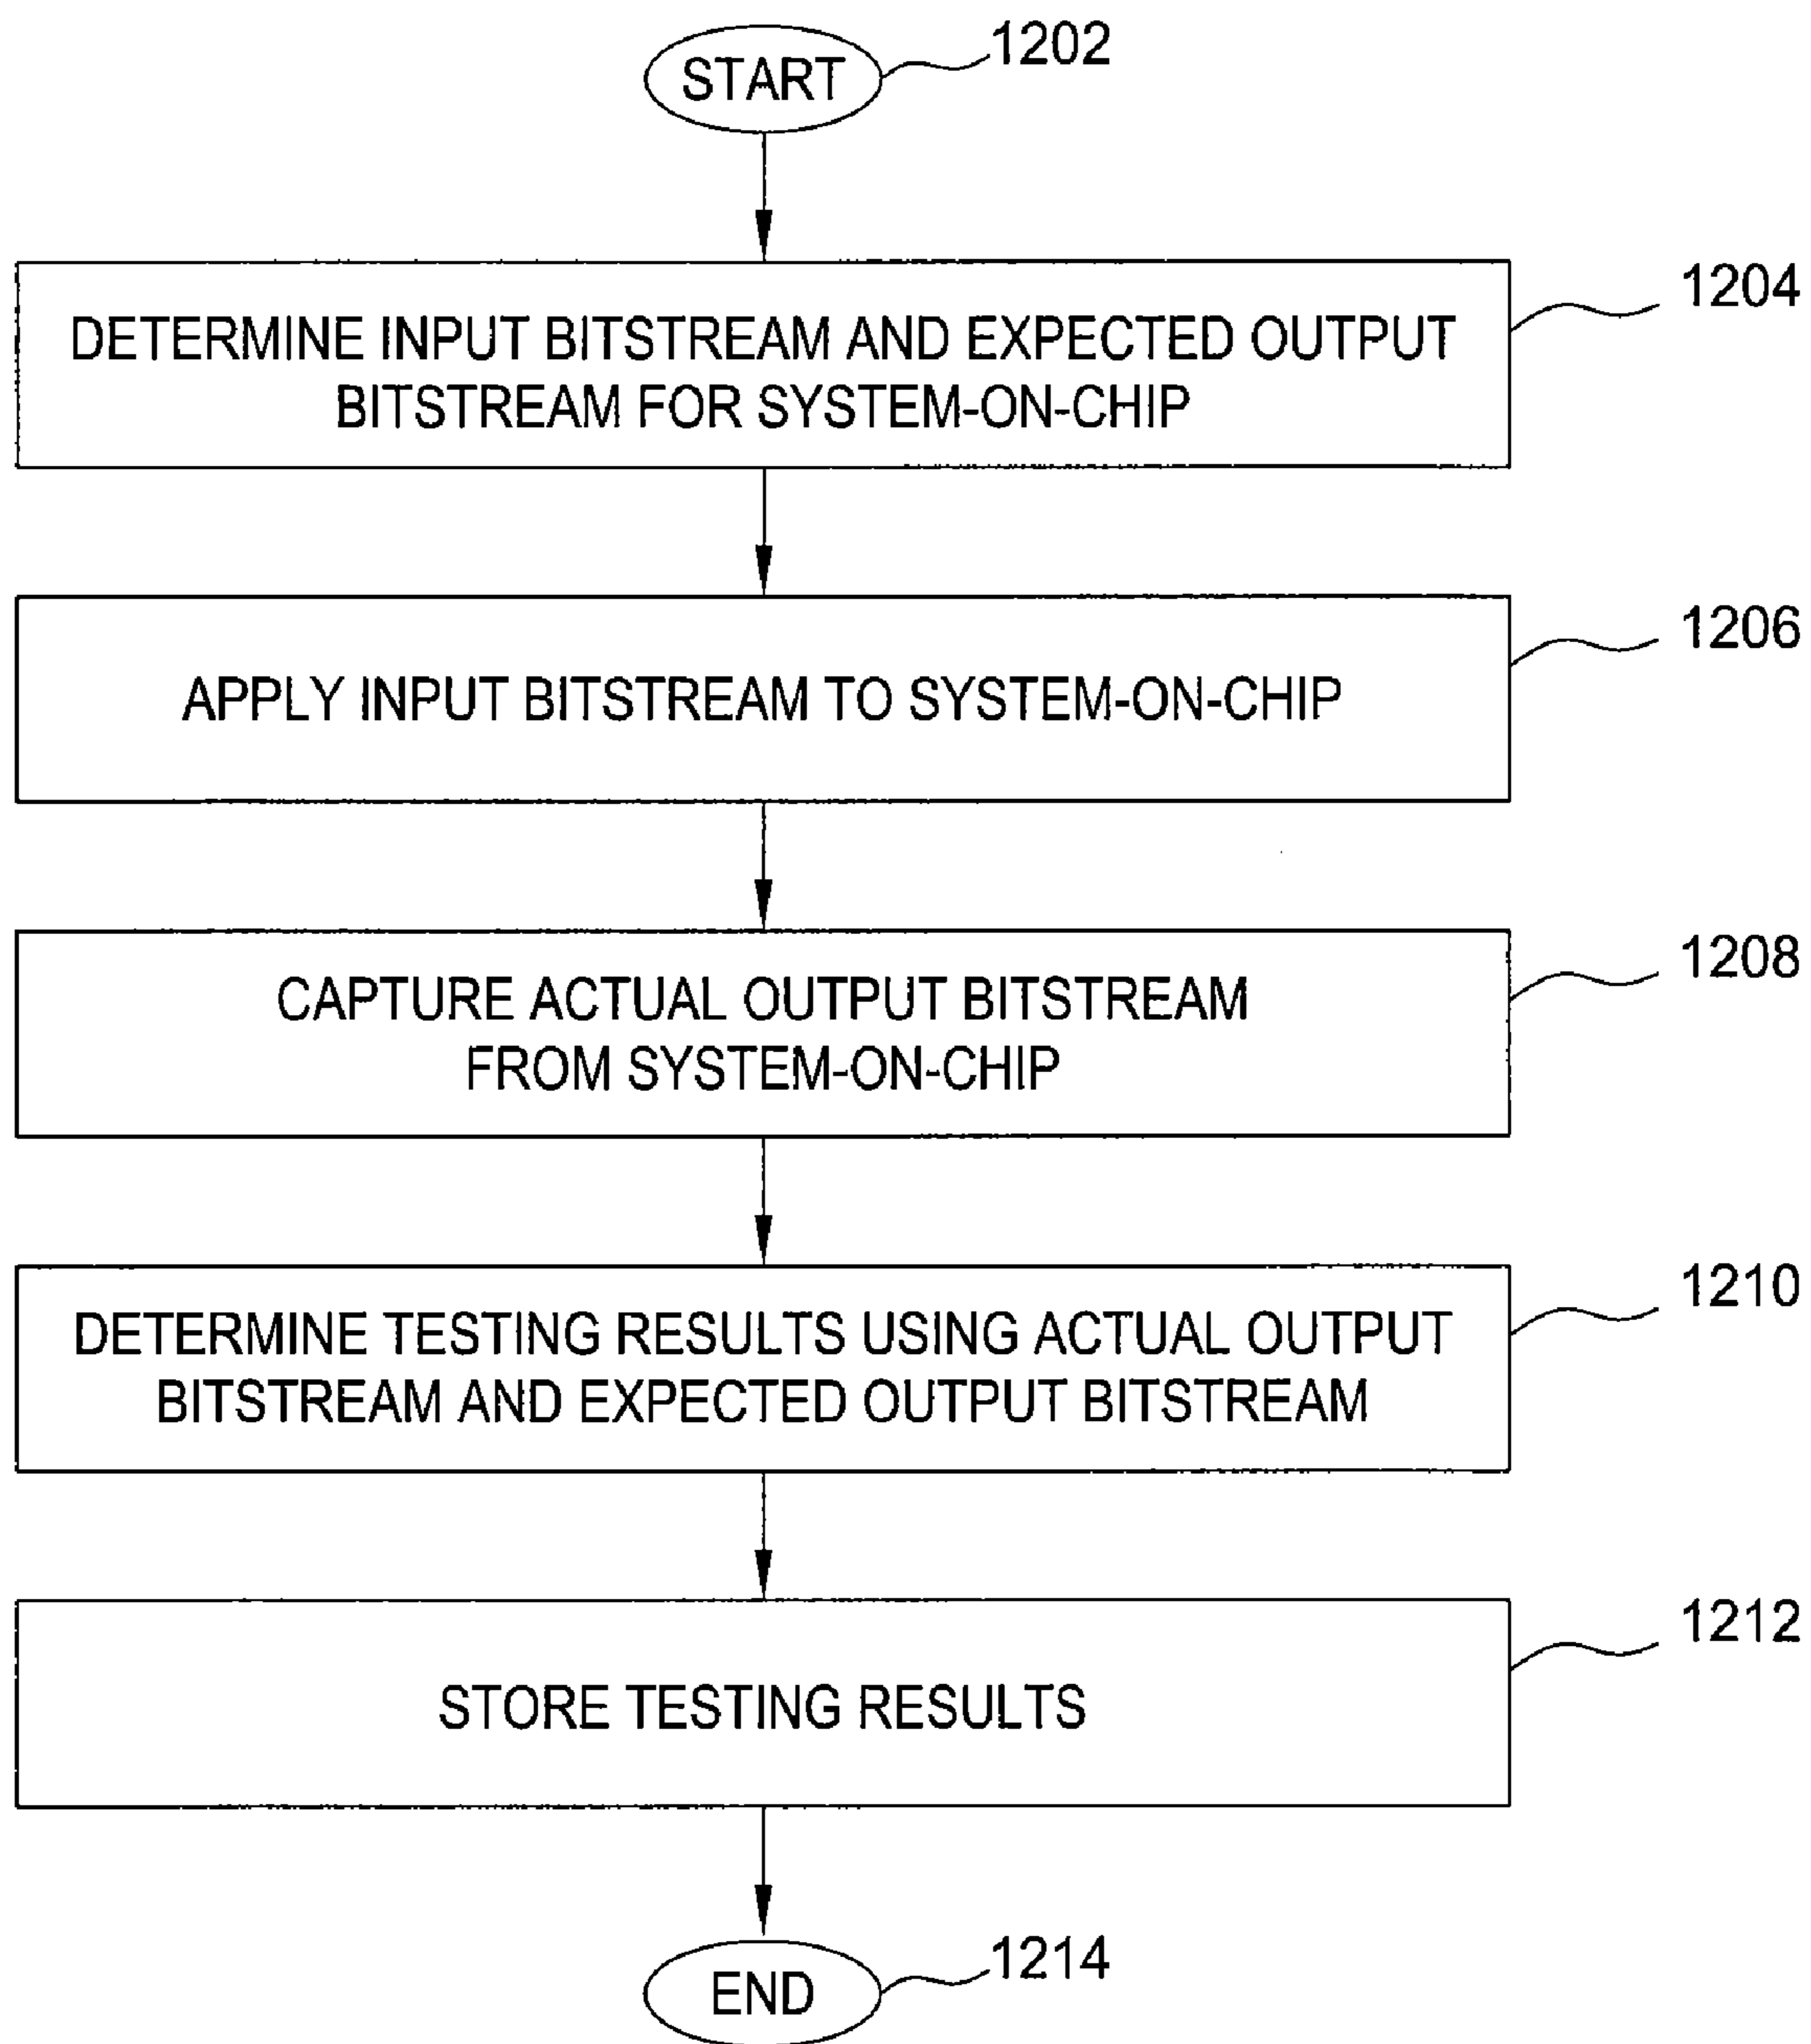 START
1202
DETERMINE INPUT BITSTREAM AND EXPECTED OUTPUT
BITSTREAM FOR SYSTEM-ON-CHIP
1204
APPLY INPUT BITSTREAM TO SYSTEM-ON-CHIP
1206
CAPTURE ACTUAL OUTPUT BITSTREAM
FROM SYSTEM-ON-CHIP
1208
DETERMINE TESTING RESULTS USING ACTUAL OUTPUT
BITSTREAM AND EXPECTED OUTPUT BITSTREAM
1210
STORE TESTING RESULTS
1212
END
1214